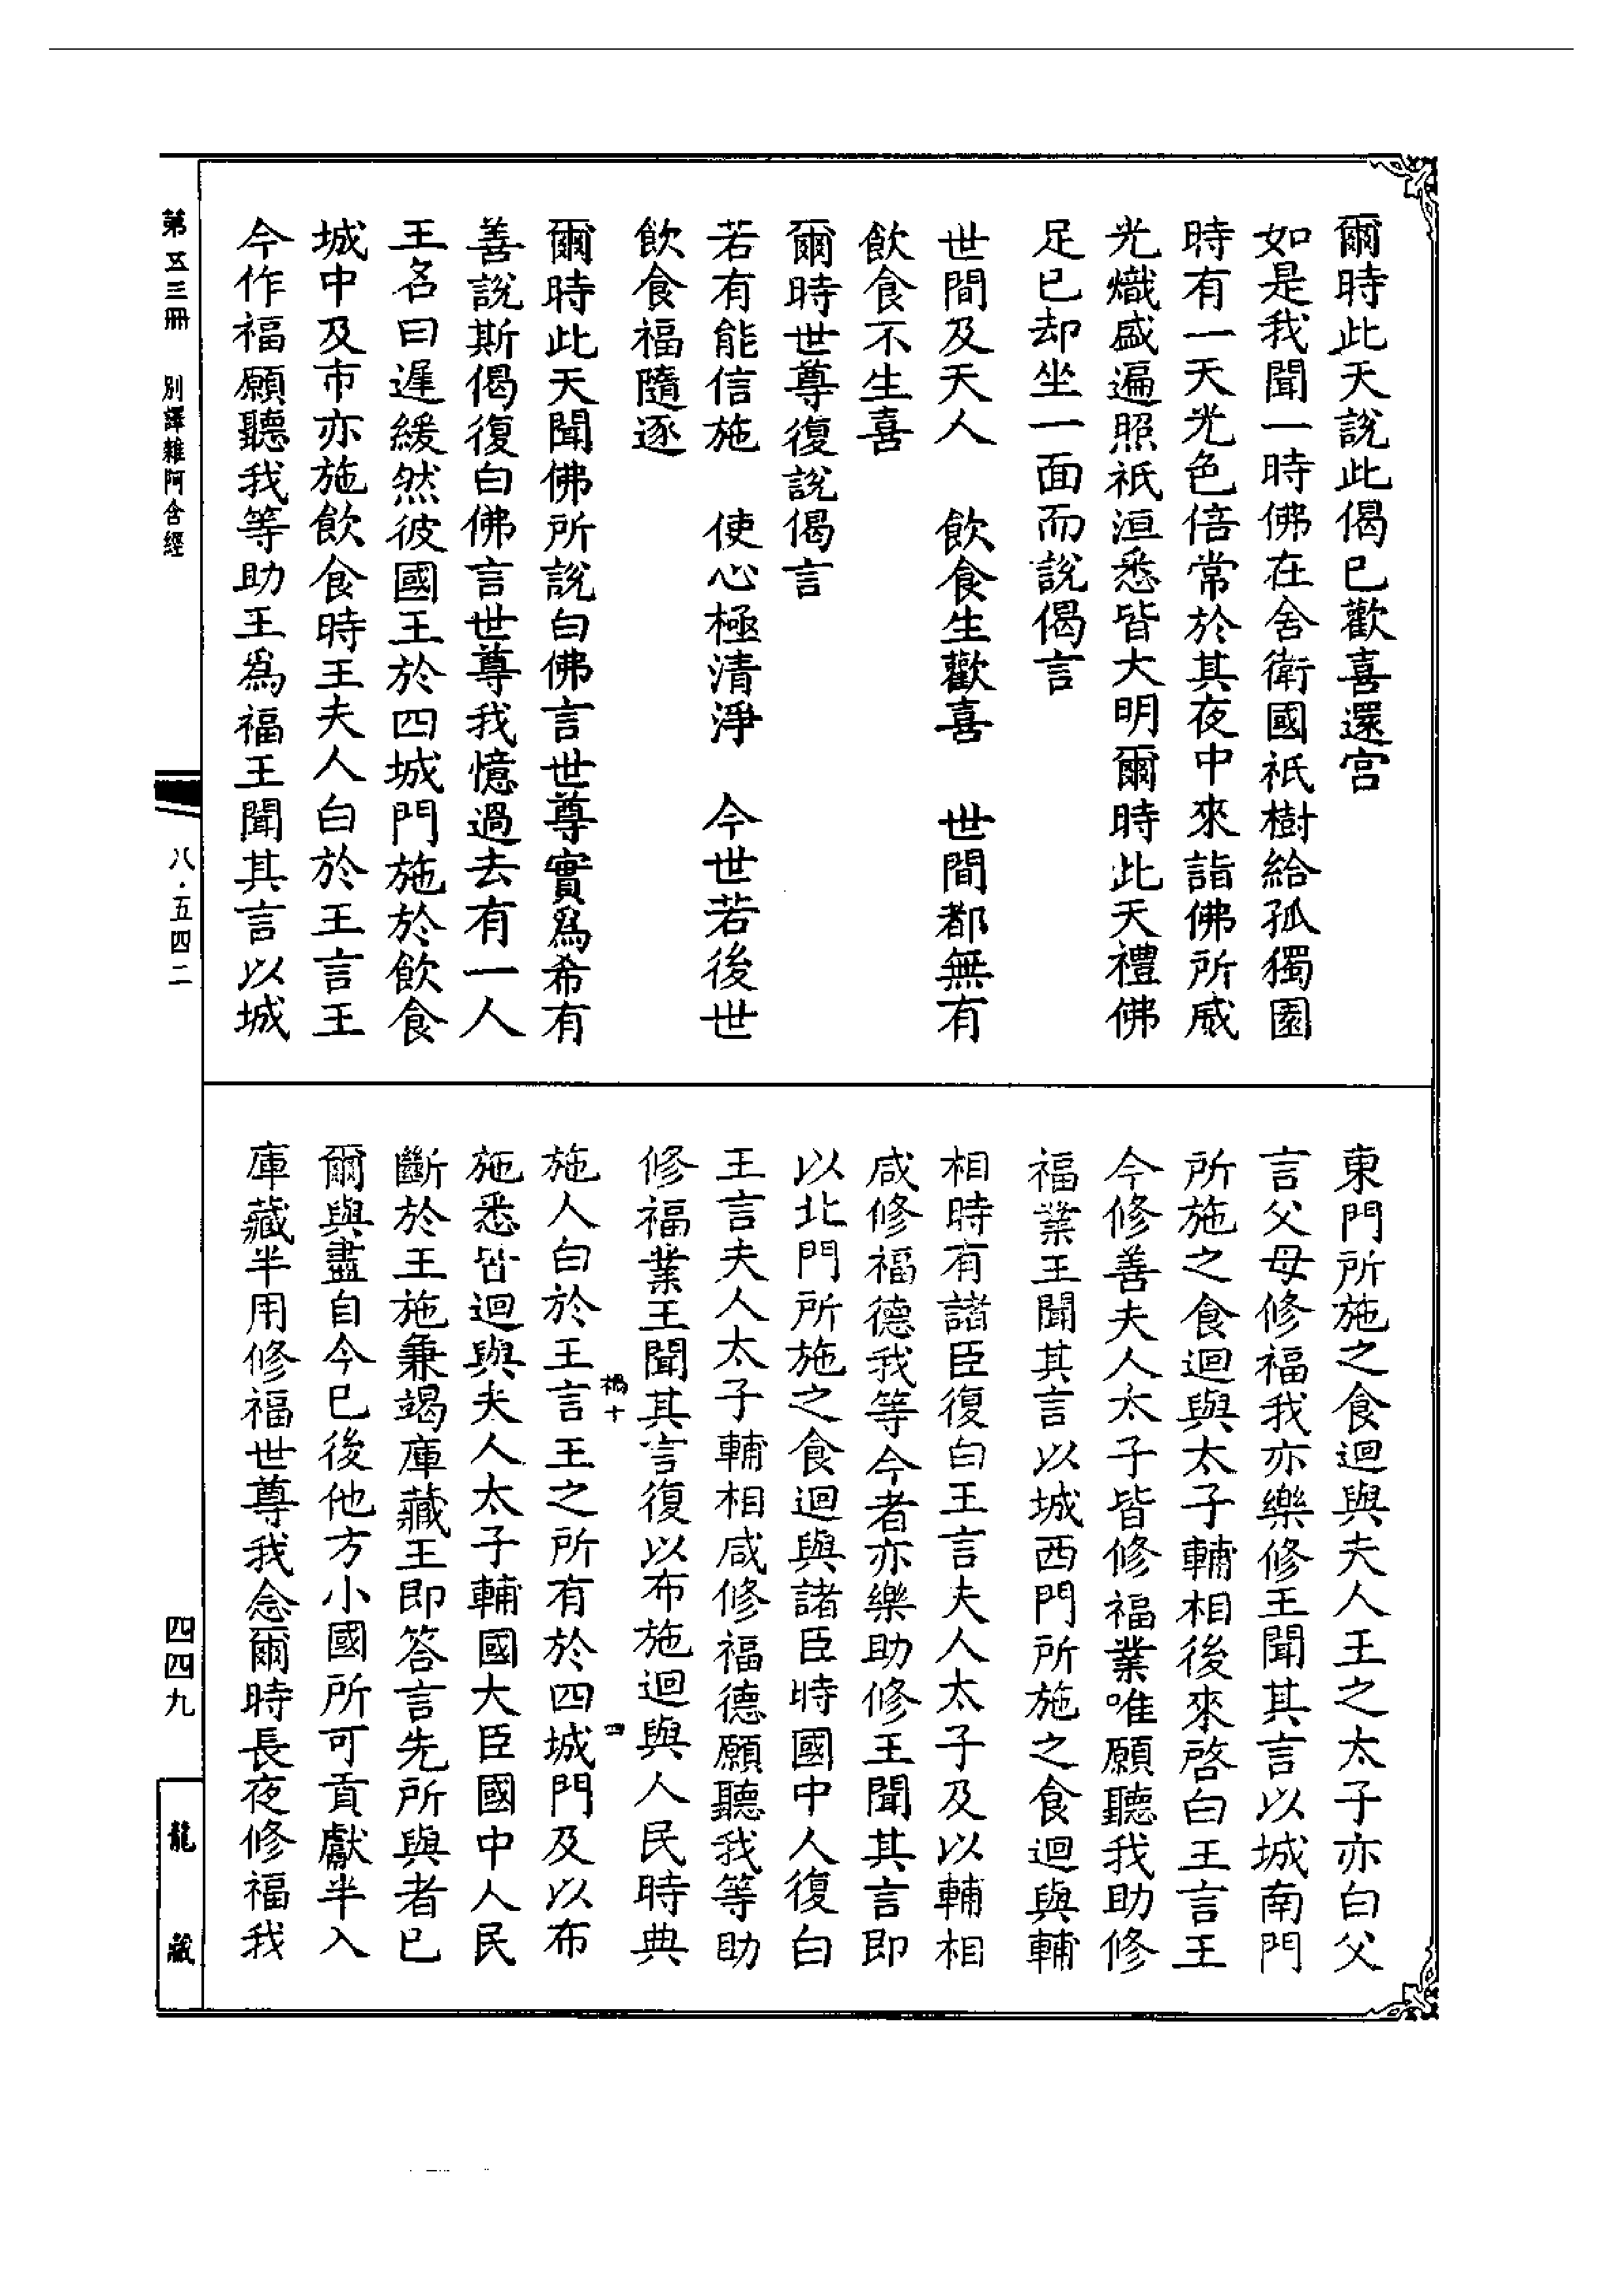 爾時此天說此偈已歡喜還宮
如是我聞一時佛在舍衛國祇樹給孤獨園
時有一天光色倍常於其夜中來詣佛所威
光熾盛遍照祇洹悉皆大明爾時此天禮佛
足已却坐一面而說偈言
世間及天人　飲食生歡喜　世間都無有
飲食不生喜
爾時世尊復說偈言
若有能信施　使心極清淨　今世若後世
飲食福隨逐
爾時此天聞佛所說白佛言世尊實為希有
善說斯偈復白佛言世尊我憶過去有一人
王名曰遲緩然彼國王於四城門施於飲食
城中及市亦施飲食時王夫人白於王言王
今作福願聽我等助王為福王聞其言以城
東門所施之食迴與夫人王之太子亦白父
言父母修福我亦樂修王聞其言以城南門
所施之食迴與太子輔相後來啓白王言王
今修善夫人太子皆修福業唯願聽我助修
福業王聞其言以城西門所施之食迴與輔
相時有諸臣復白王言夫人太子及以輔相
咸修福德我等今者亦樂助修王聞其言即
以北門所施之食迴與諸臣時國中人復白
王言夫人太子輔相咸修福德願聽我等助
修福業王聞其言復以布施迴與人民時典
施人白於王言王之所有於四城門及以布
施悉皆迴與夫人太子輔國大臣國中人民
斷於王施兼竭庫藏王即答言先所與者已
爾與盡自今已後他方小國所可貢獻半入
庫藏半用修福世尊我念爾時長夜修福我
十
四
第五三冊　別譯雜阿含經
八·五四二
四四九
龍藏